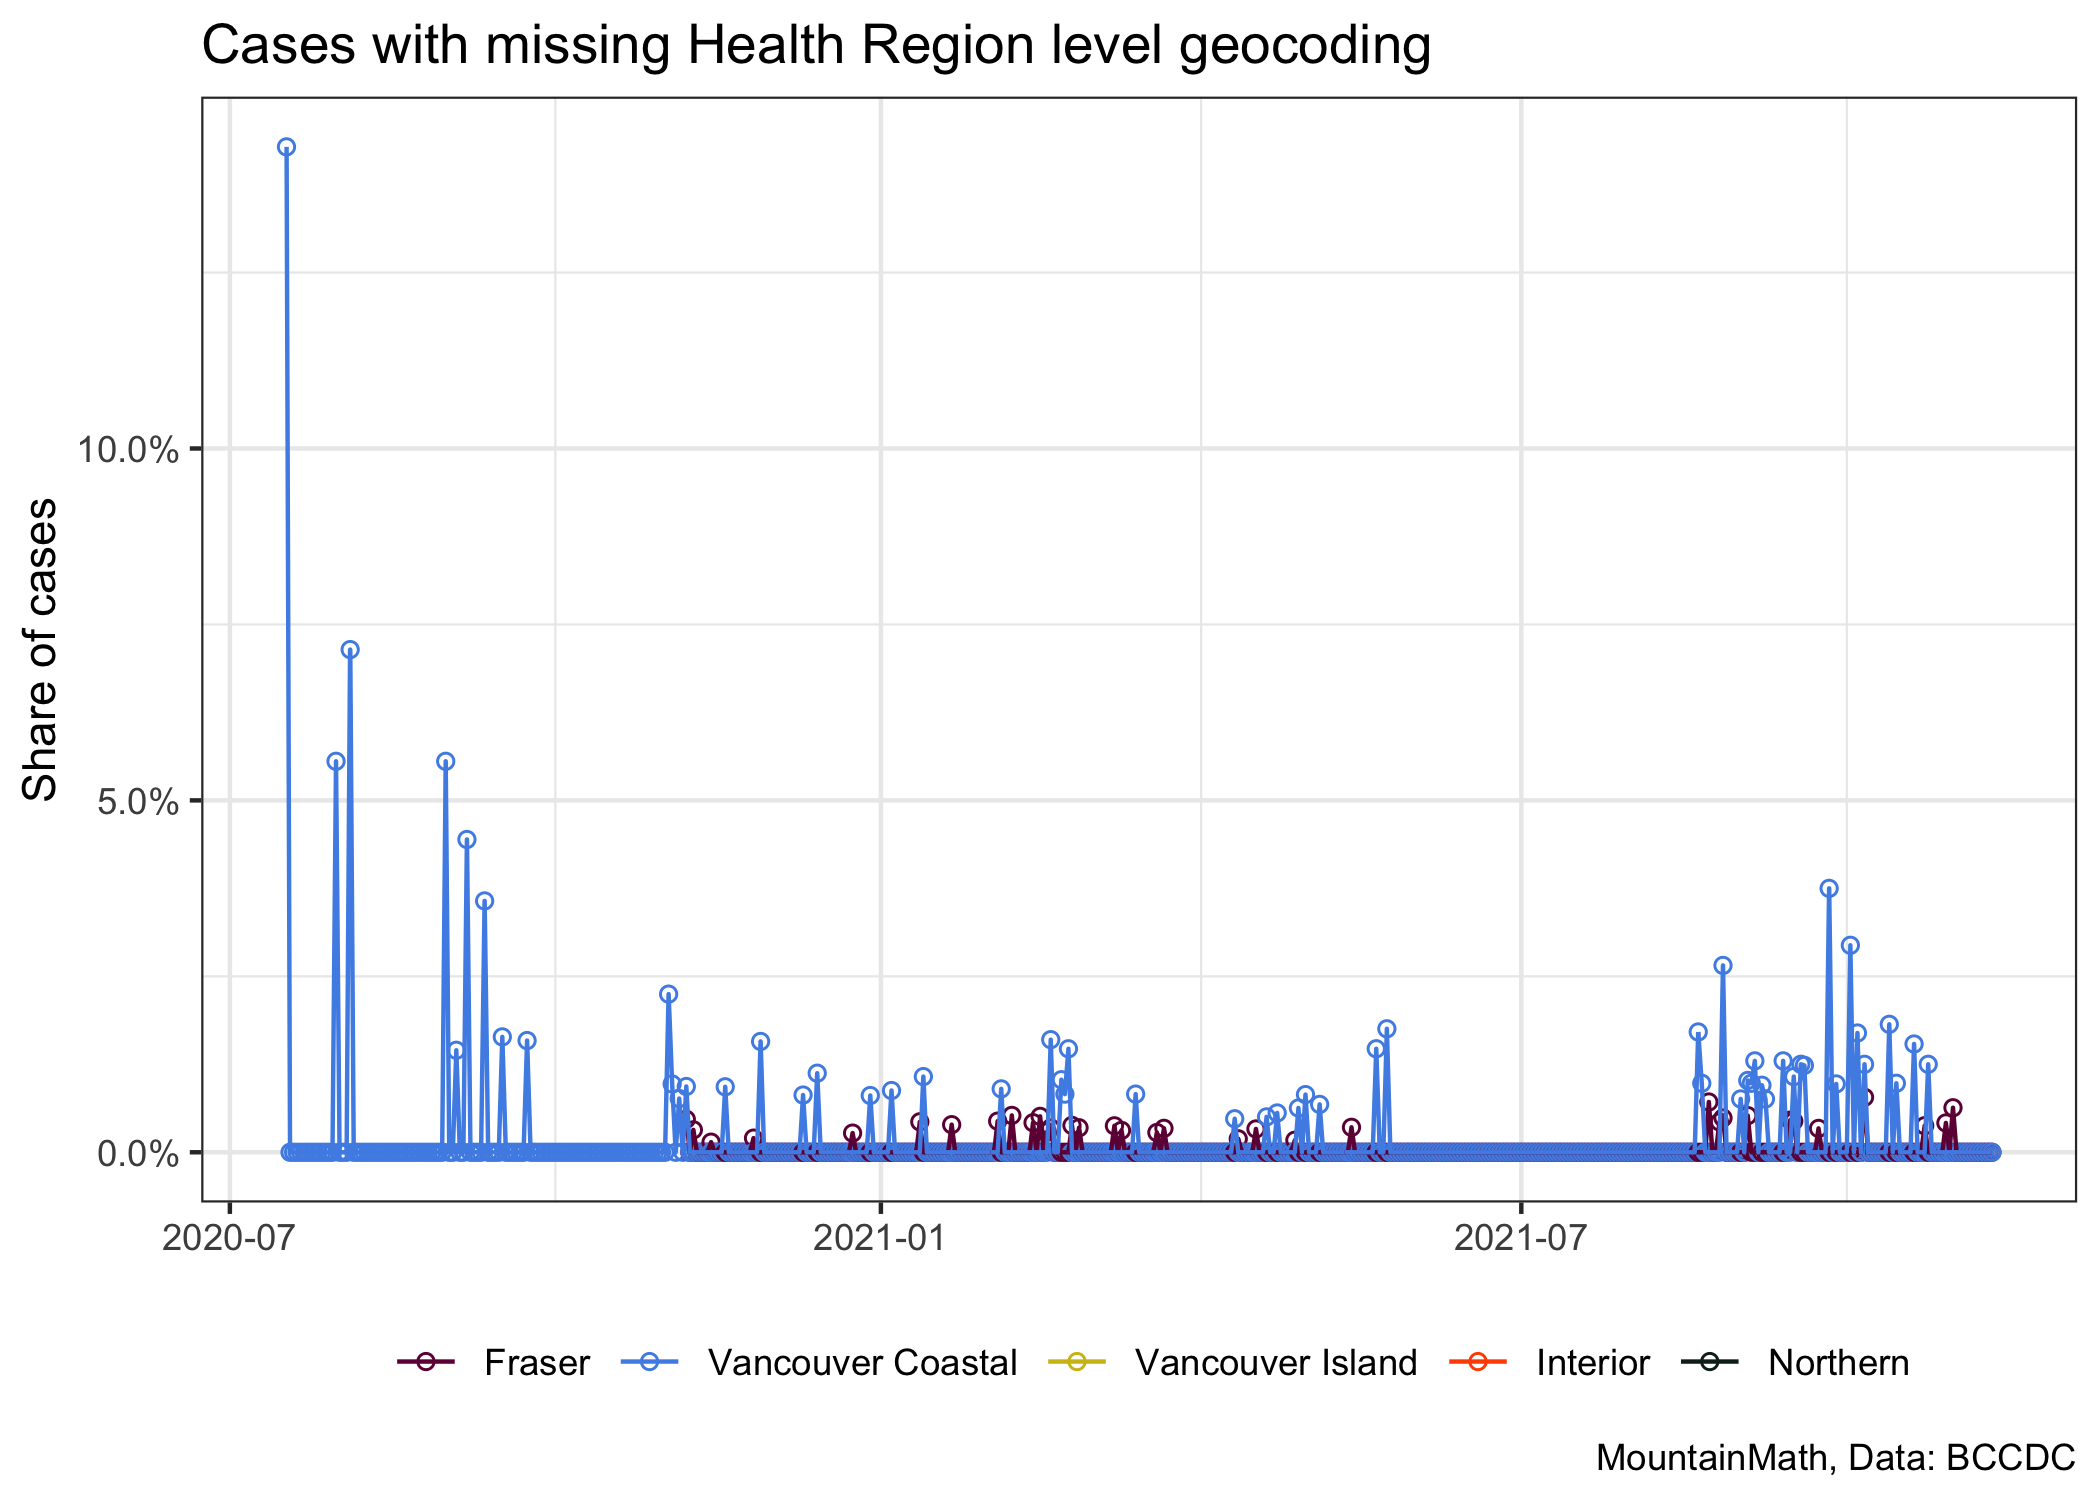 Cases with missing Health Region level geocoding
Share of cases
10.0%
5.0%
0.0%
2020-07 2021-01 2021-07
Fraser Vancouver Coastal Vancouver Island Interior Northern
MountainMath, Data: BCCDC